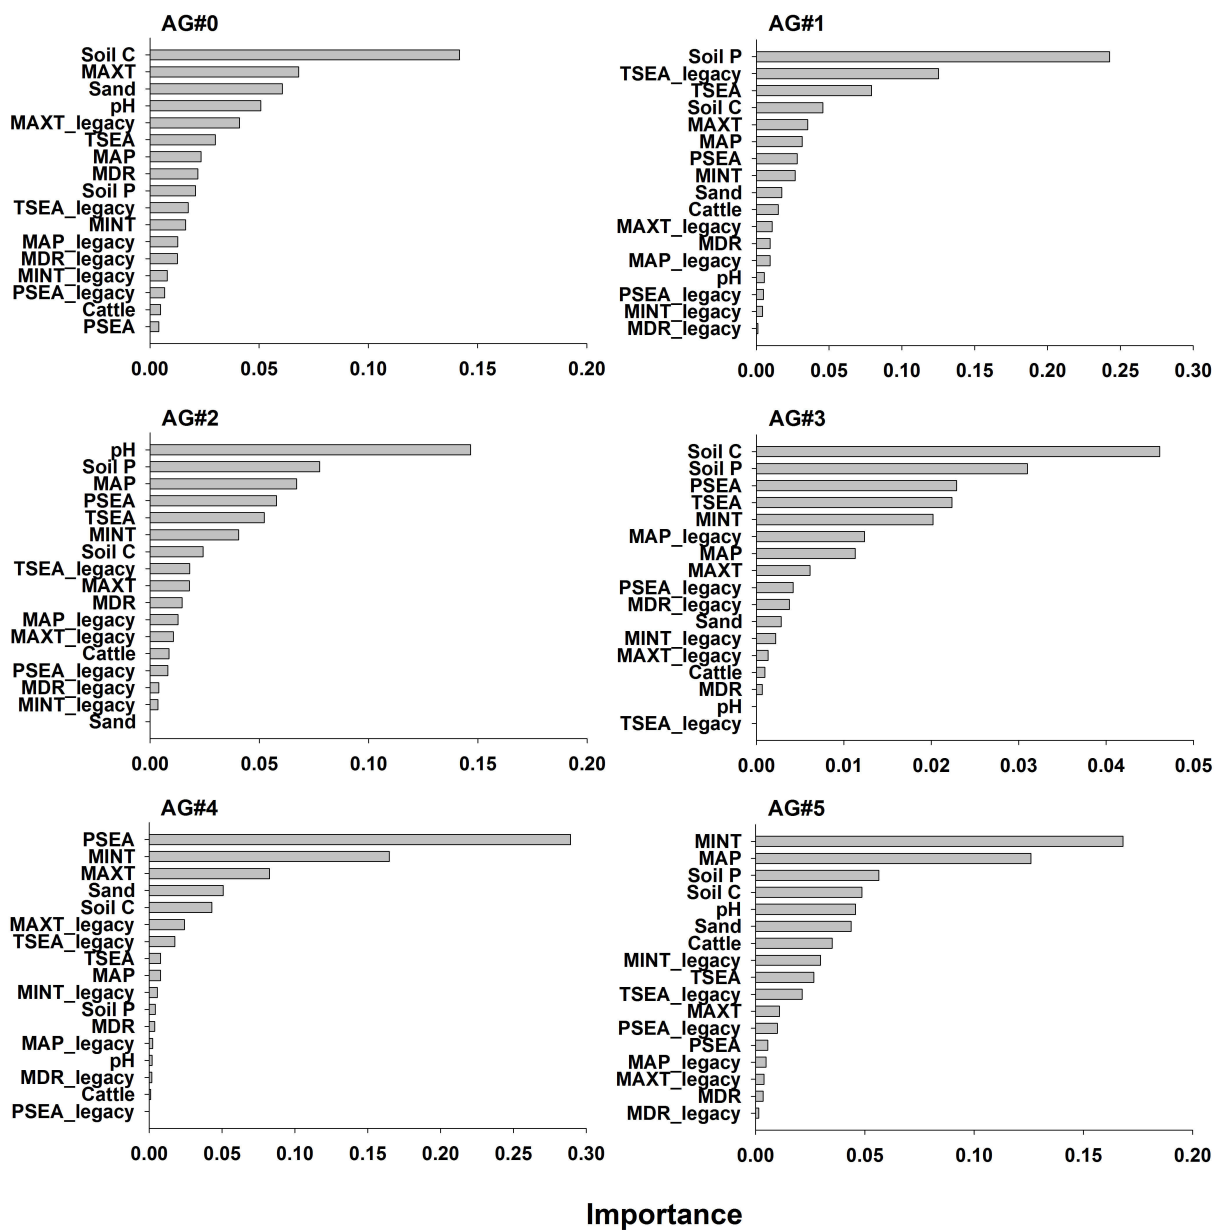 AG#0
Soil C
MAXT
Sand
pH
MAXT_legacy
TSEA
MAP
MDR
Soil P
TSEA_legacy
MINT
MAP_legacy
MDR_legacy
MINT_legacy
PSEA_legacy
Cattle
PSEA
0.00 0.05 0.10 0.15 0.20
AG#1
Soil P
TSEA_legacy
TSEA
Soil C
MAXT
MAP
PSEA
MINT
Sand
Cattle
MAXT_legacy
MDR
MAP_legacy
pH
PSEA_legacy
MINT_legacy
MDR_legacy
0.00 0.05 0.10 0.15 0.20 0.25 0.30
AG#2
pH
Soil P
MAP
PSEA
TSEA
MINT
Soil C
TSEA_legacy
MAXT
MDR
MAP_legacy
MAXT_legacy
Cattle
PSEA_legacy
MDR_legacy
MINT_legacy
Sand
0.00 0.05 0.10 0.15 0.20
AG#3
Soil C
Soil P
PSEA
TSEA
MINT
MAP_legacy
MAP
MAXT
PSEA_legacy
MDR_legacy
Sand
MINT_legacy
MAXT_legacy
Cattle
MDR
pH
TSEA_legacy
0.00 0.01 0.02 0.03 0.04 0.05
AG#4
PSEA
MINT
MAXT
Sand
Soil C
MAXT_legacy
TSEA_legacy
TSEA
MAP
MINT_legacy
Soil P
MDR
MAP_legacy
pH
MDR_legacy
Cattle
PSEA_legacy
0.00 0.05 0.10 0.15 0.20 0.25 0.30
AG#5
MINT
MAP
Soil P
Soil C
pH
Sand
Cattle
MINT_legacy
TSEA
TSEA_legacy
MAXT
PSEA_legacy
PSEA
MAP_legacy
MAXT_legacy
MDR
MDR_legacy
0.00 0.05 0.10 0.15 0.20
Importance